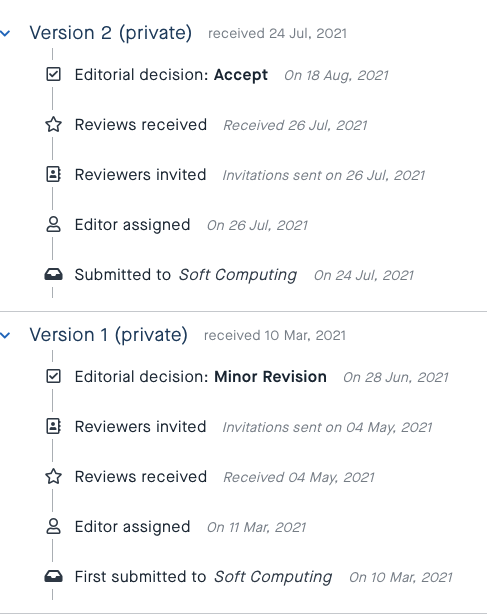 Version 2 (private) received 24 Jul, 2021
Editorial decision: Accept On 18 Aug, 2021
Reviews received Received 26 Jul, 2021
Reviewers invited Invitations sent on 26 Jul, 2021
Editor assigned On 26 Jul, 2021
Submitted to Soft Computing On 24 Jul, 2021
Version 1 (private) received 10 Mar, 2021
Editorial decision: Minor Revision On 28 Jun, 2021
Reviewers invited Invitations sent on 04 May, 2021
Reviews received Received 04 May, 2021
Editor assigned On 11 Mar, 2021
First submitted to Soft Computing On 10 Mar, 2021